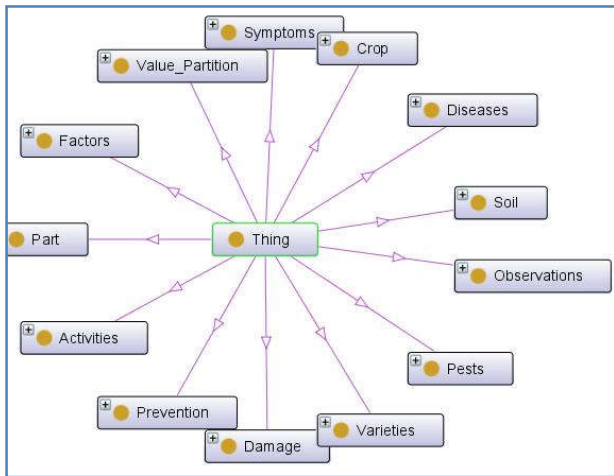 Symptoms
Crop
Value_Partition
Diseases
Factors
Soil
Part
Thing
Observations
Activities
Pests
Prevention
Varieties
Damage